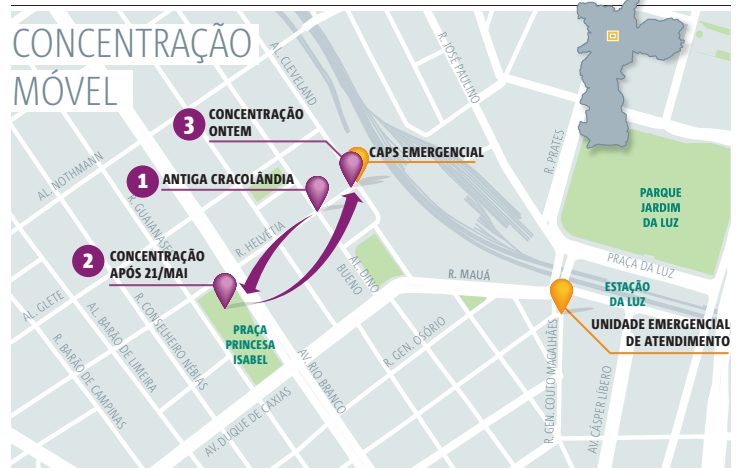 CONCENTRAÇÃO
MÓVEL
AL. CLEVELAND
R. JOSÉ PAULINO
3
CONCENTRAÇÃO
ONTEM
CAPS EMERGENCIAL
R. PRATES
1
ANTIGA CRACOLÂNDIA
AL. NOTHMANN
R. GUAIANASES
PARQUE
JARDIM
DA LUZ
R. HELVÉTIA
2
CONCENTRAÇÃO
APÓS 21/MAI
AL. DINO
BUENO
R. MAUÁ
PRAÇA DA LUZ
ESTAÇÃO
DA LUZ
AL. GLETE
AL. BARÃO DE LIMEIRA
R. CONSELHEIRO NÉBIAS
R. BARÃO DE CAMPINAS
PRAÇA
PRINCESA
ISABEL
AV. RIO BRANCO
R. GEN. OSÓRIO
AV. DUQUE DE CAXIAS
UNIDADE EMERGENCIAL
DE ATENDIMENTO
R. GEN. COUTO MAGALHÃES
AV. CÁSPER LÍBERO